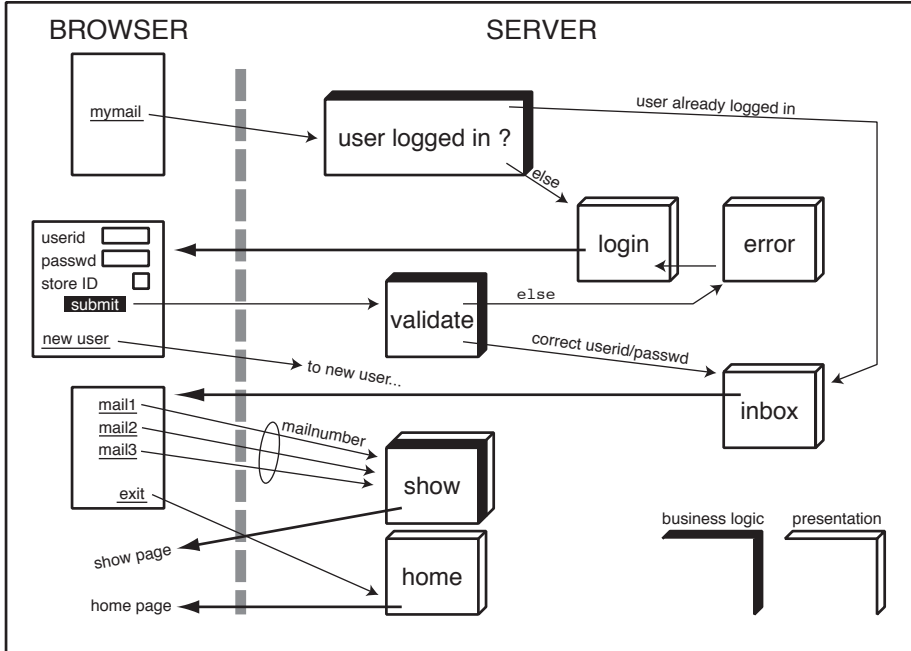 BROWSER
SERVER
mymail
user logged in ?
user already logged in
else
userid
passwd
store ID
submit
new user
login
error
validate
else
correct userid/passwd
to new user...
inbox
mail1
mail2
mail3
exit
mailnumber
show
show page
home
home page
business logic
presentation